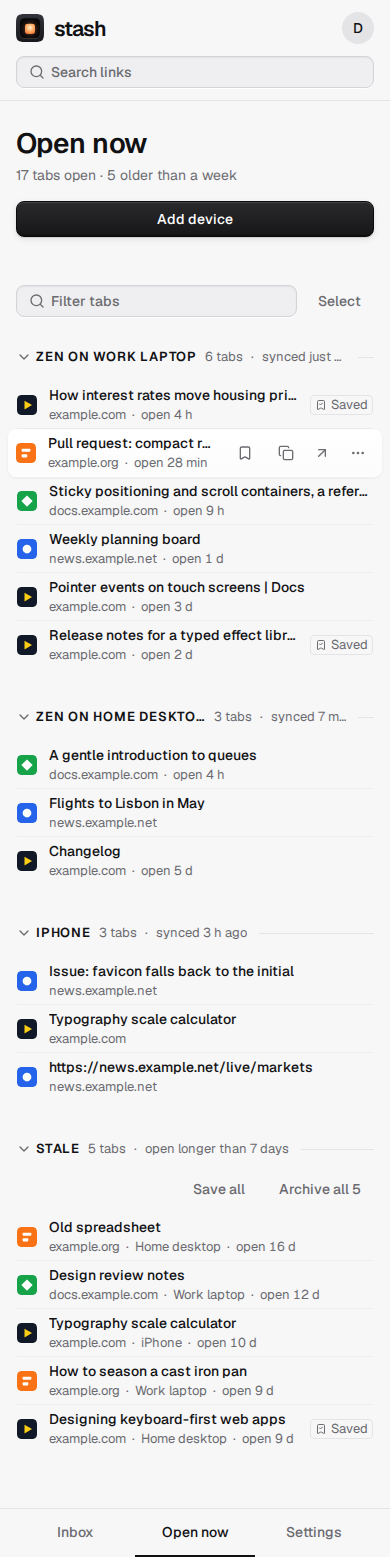 stash
D
Search links
Open now
17 tabs open · 5 older than a week
Add device
Filter tabs
Select
ZEN ON WORK LAPTOP 6 tabs · synced just ...
How interest rates move housing pri...
example.com · open 4 h
Saved
Pull request: compact r...
example.org · open 28 min
Sticky positioning and scroll containers, a refer...
docs.example.com · open 9 h
Weekly planning board
news.example.net · open 1 d
Pointer events on touch screens | Docs
example.com · open 3 d
Release notes for a typed effect libr...
example.com · open 2 d
Saved
ZEN ON HOME DESKTO... 3 tabs · synced 7 m...
A gentle introduction to queues
docs.example.com · open 4 h
Flights to Lisbon in May
news.example.net
Changelog
example.com · open 5 d
IPHONE 3 tabs · synced 3 h ago
Issue: favicon falls back to the initial
news.example.net
Typography scale calculator
example.com
https://news.example.net/live/markets
news.example.net
STALE 5 tabs · open longer than 7 days
Save all
Archive all 5
Old spreadsheet
example.org · Home desktop · open 16 d
Design review notes
docs.example.com · Work laptop · open 12 d
Typography scale calculator
example.com · iPhone · open 10 d
How to season a cast iron pan
example.org · Work laptop · open 9 d
Designing keyboard-first web apps
example.com · Home desktop · open 9 d
Saved
Inbox
Open now
Settings